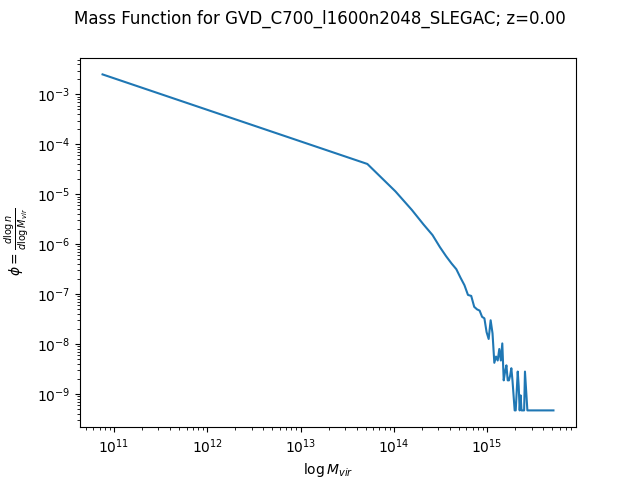 Mass Function for GVD_C700_l1600n2048_SLEGAC; z=0.00
10⁻³
10⁻⁴
10⁻⁵
10⁻⁶
10⁻⁷
10⁻⁸
10⁻⁹
ϕ = d log n / d log M_vir
10¹¹ 10¹² 10¹³ 10¹⁴ 10¹⁵
log M_vir